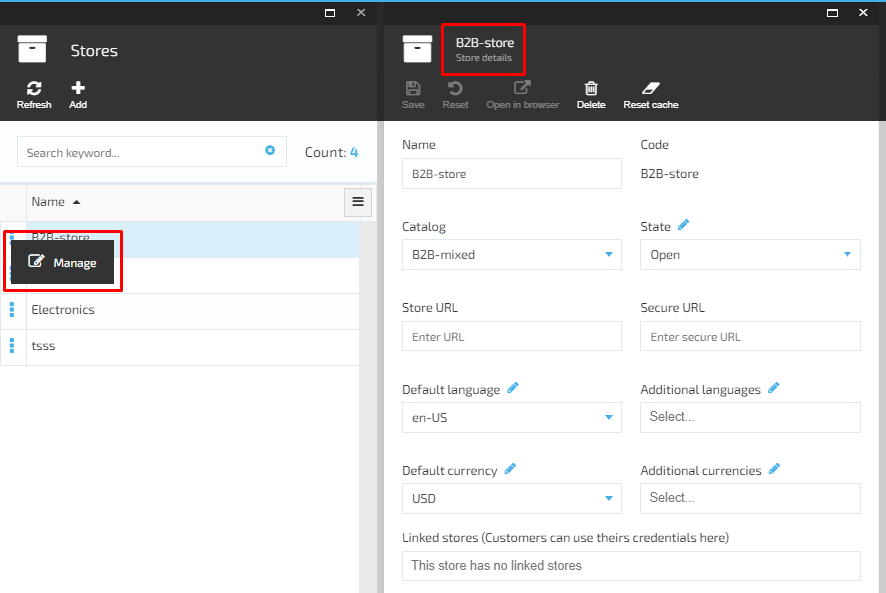 Stores
Refresh
Add
Search keyword...
Count: 4
Name
B2B-store
Manage
Electronics
tsss
B2B-store
Store details
Save
Reset
Open in browser
Delete
Reset cache
Name
Code
B2B-store
B2B-store
Catalog
State
B2B-mixed
Open
Store URL
Secure URL
Enter URL
Enter secure URL
Default language
Additional languages
en-US
Select...
Default currency
Additional currencies
USD
Select...
Linked stores (Customers can use theirs credentials here)
This store has no linked stores